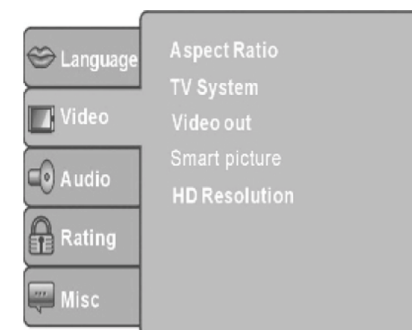 Language
Video
Audio
Rating
Misc
Aspect Ratio
TV System
Video out
Smart picture
HD Resolution